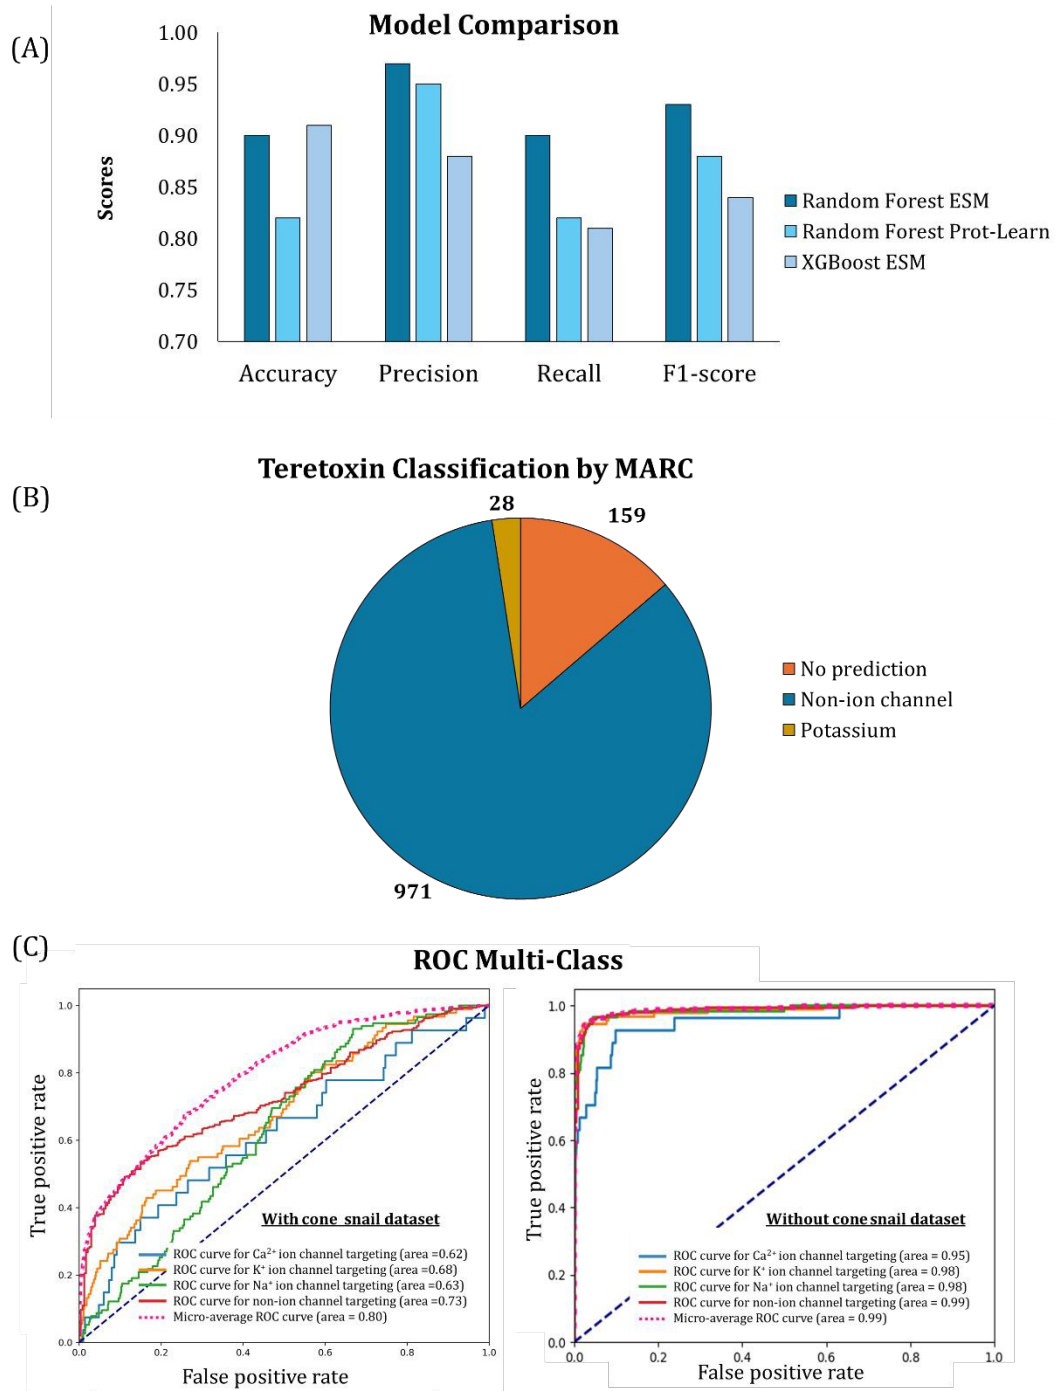 (A)
Model Comparison
1.00
0.95
0.90
0.85
0.80
0.75
0.70
Scores
Accuracy Precision Recall F1-score
Random Forest ESM
Random Forest Prot-Learn
XGBoost ESM
(B)
Teretoxin Classification by MARC
28
159
971
No prediction
Non-ion channel
Potassium
(C)
ROC Multi-Class
1.0
0.8
0.6
0.4
0.2
0.0
True positive rate
With cone snail dataset
ROC curve for Ca²⁺ ion channel targeting (area =0.62)
ROC curve for K⁺ ion channel targeting (area =0.68)
ROC curve for Na⁺ ion channel targeting (area =0.63)
ROC curve for non-ion channel targeting (area =0.73)
Micro-average ROC curve (area = 0.80)
0.0 0.2 0.4 0.6 0.8 1.0
False positive rate
1.0
0.8
0.6
0.4
0.2
0.0
True positive rate
Without cone snail dataset
ROC curve for Ca²⁺ ion channel targeting (area = 0.95)
ROC curve for K⁺ ion channel targeting (area = 0.98)
ROC curve for Na⁺ ion channel targeting (area = 0.98)
ROC curve for non-ion channel targeting (area = 0.99)
Micro-average ROC curve (area = 0.99)
0.0 0.2 0.4 0.6 0.8 1.0
False positive rate